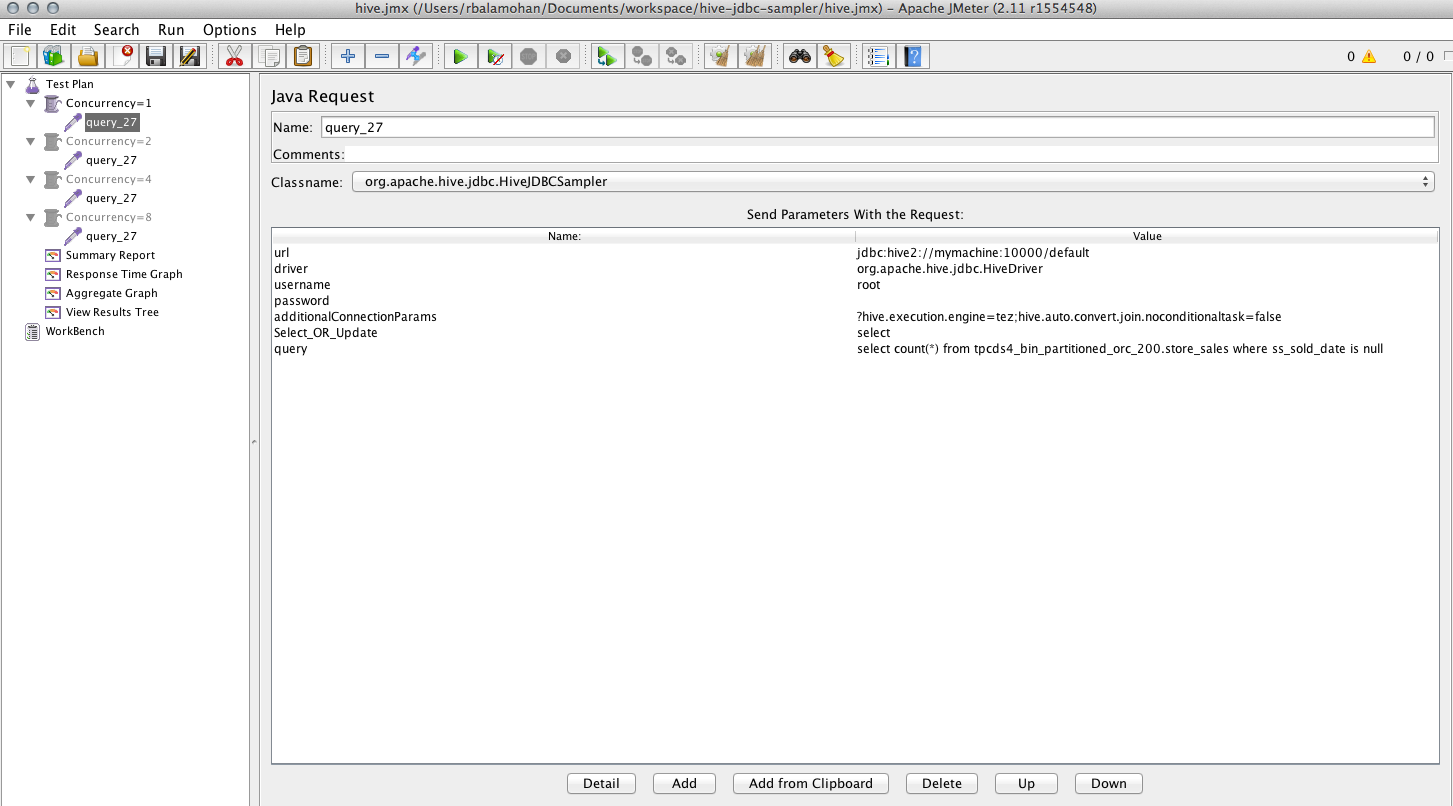 hive.jmx (/Users/rbalamohan/Documents/workspace/hive-jdbc-sampler/hive.jmx) – Apache JMeter (2.11 r1554548)
File Edit Search Run Options Help
0 0 / 0
Test Plan
Concurrency=1
query_27
Concurrency=2
query_27
Concurrency=4
query_27
Concurrency=8
query_27
Summary Report
Response Time Graph
Aggregate Graph
View Results Tree
WorkBench
Java Request
Name: query_27
Comments:
Classname: org.apache.hive.jdbc.HiveJDBCSampler
Send Parameters With the Request:
Name: Value
url jdbc:hive2://mymachine:10000/default
driver org.apache.hive.jdbc.HiveDriver
username root
password
additionalConnectionParams ?hive.execution.engine=tez;hive.auto.convert.join.noconditionaltask=false
Select_OR_Update select
query select count(*) from tpcds4_bin_partitioned_orc_200.store_sales where ss_sold_date is null
Detail Add Add from Clipboard Delete Up Down